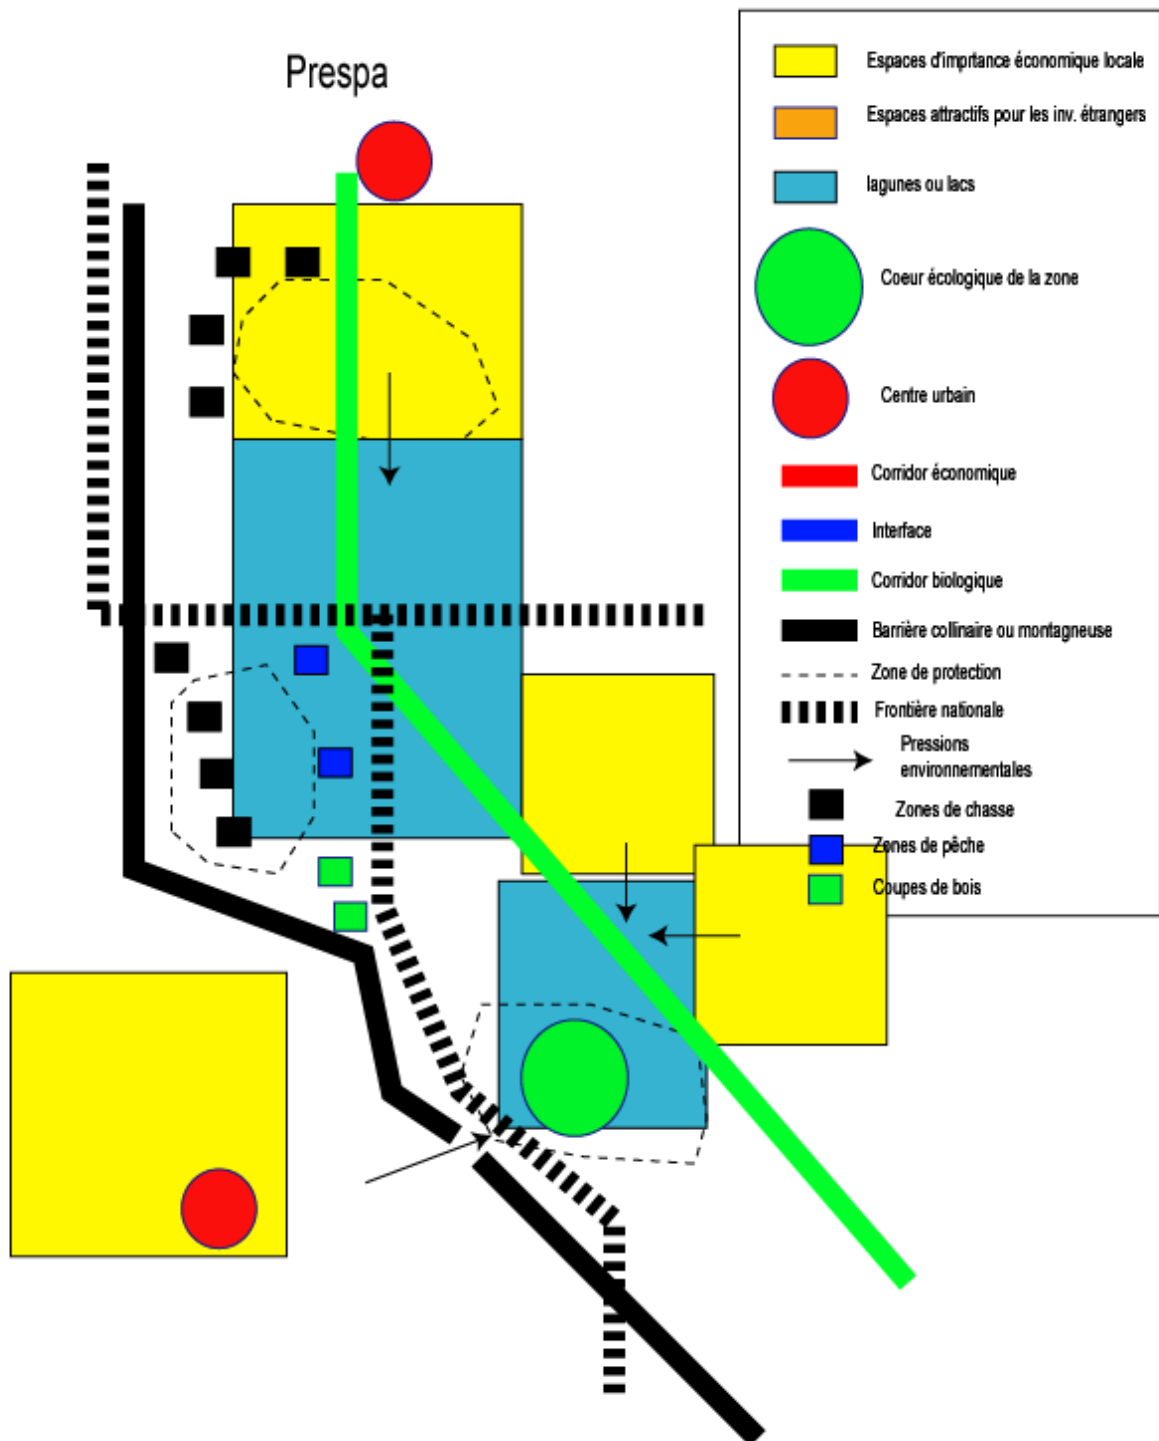 Prespa
Espaces d'imprtance économique locale
Espaces attractifs pour les inv. étrangers
lagunes ou lacs
Coeur écologique de la zone
Centre urbain
Corridor économique
Interface
Corridor biologique
Barrière collinaire ou montagneuse
Zone de protection
Frontière nationale
Pressions
environnementales
Zones de chasse
Zones de pêche
Coupes de bois